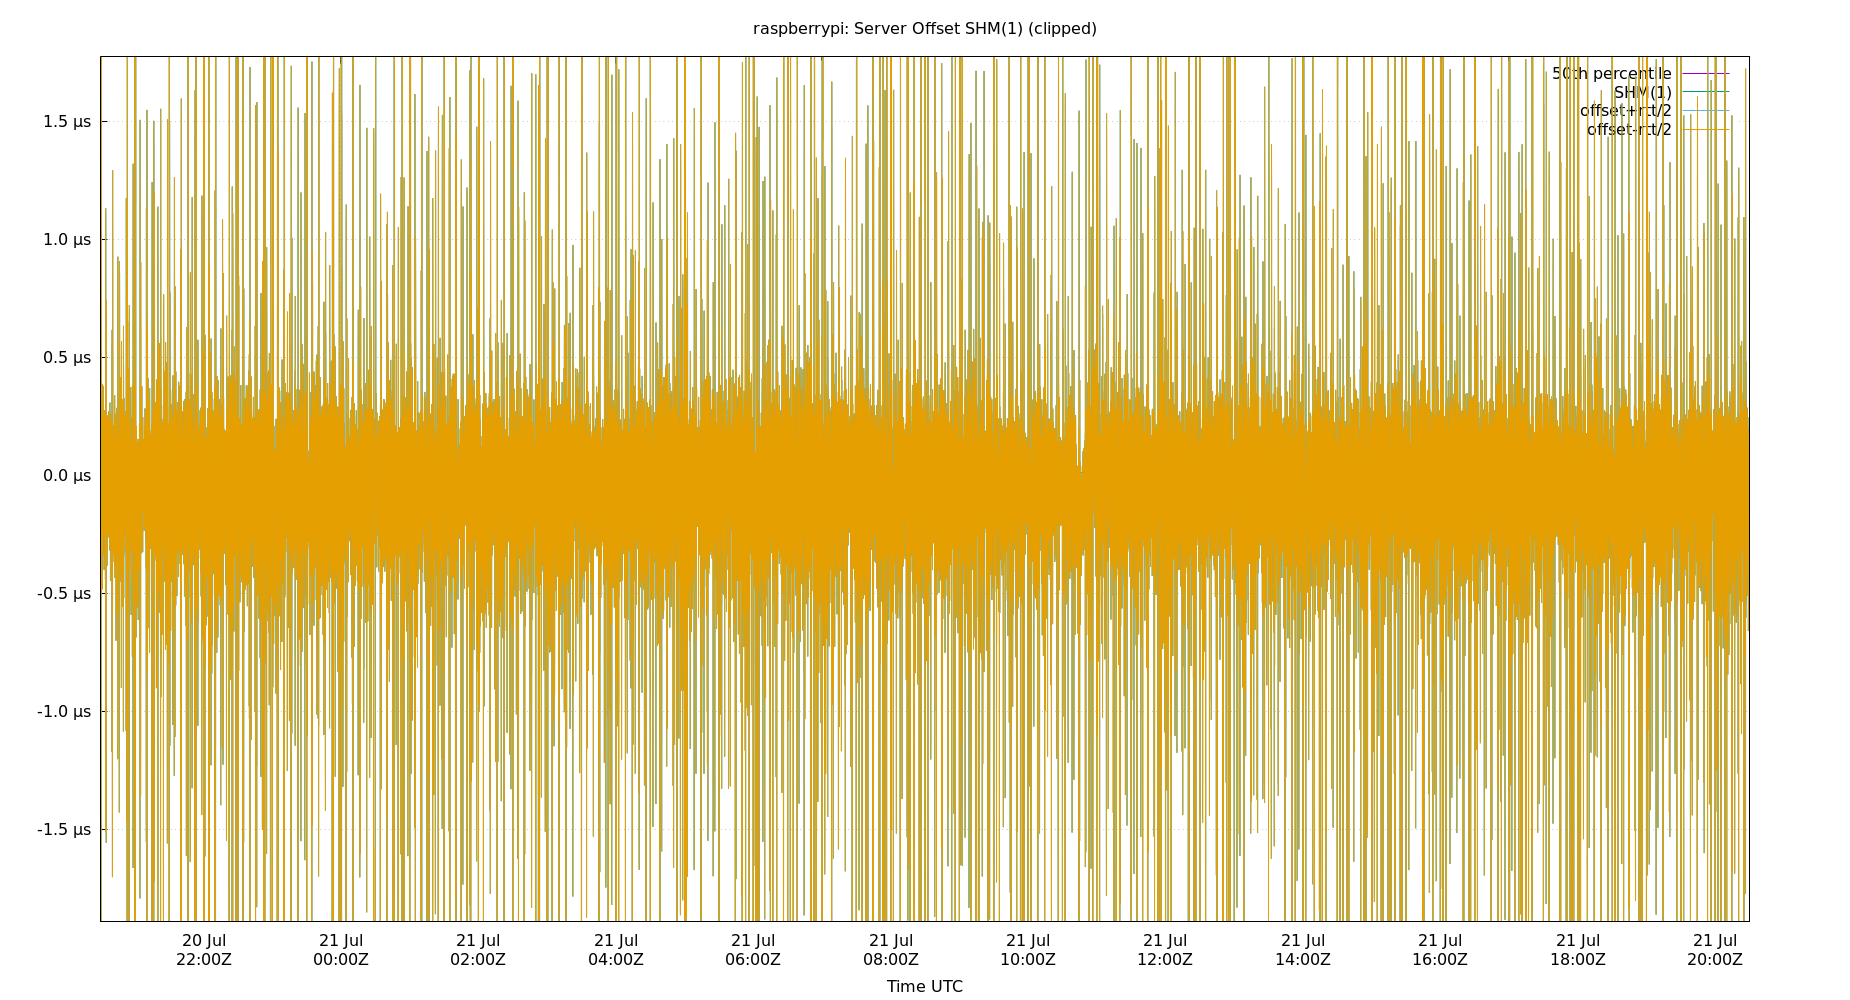 raspberrypi: Server Offset SHM(1) (clipped)
50th percentile
SHM(1)
offset+rtt/2
offset-rtt/2
1.5 µs
1.0 µs
0.5 µs
0.0 µs
-0.5 µs
-1.0 µs
-1.5 µs
20 Jul 21 Jul 21 Jul 21 Jul 21 Jul 21 Jul 21 Jul 21 Jul 21 Jul 21 Jul 21 Jul 21 Jul
22:00Z 00:00Z 02:00Z 04:00Z 06:00Z 08:00Z 10:00Z 12:00Z 14:00Z 16:00Z 18:00Z 20:00Z
Time UTC